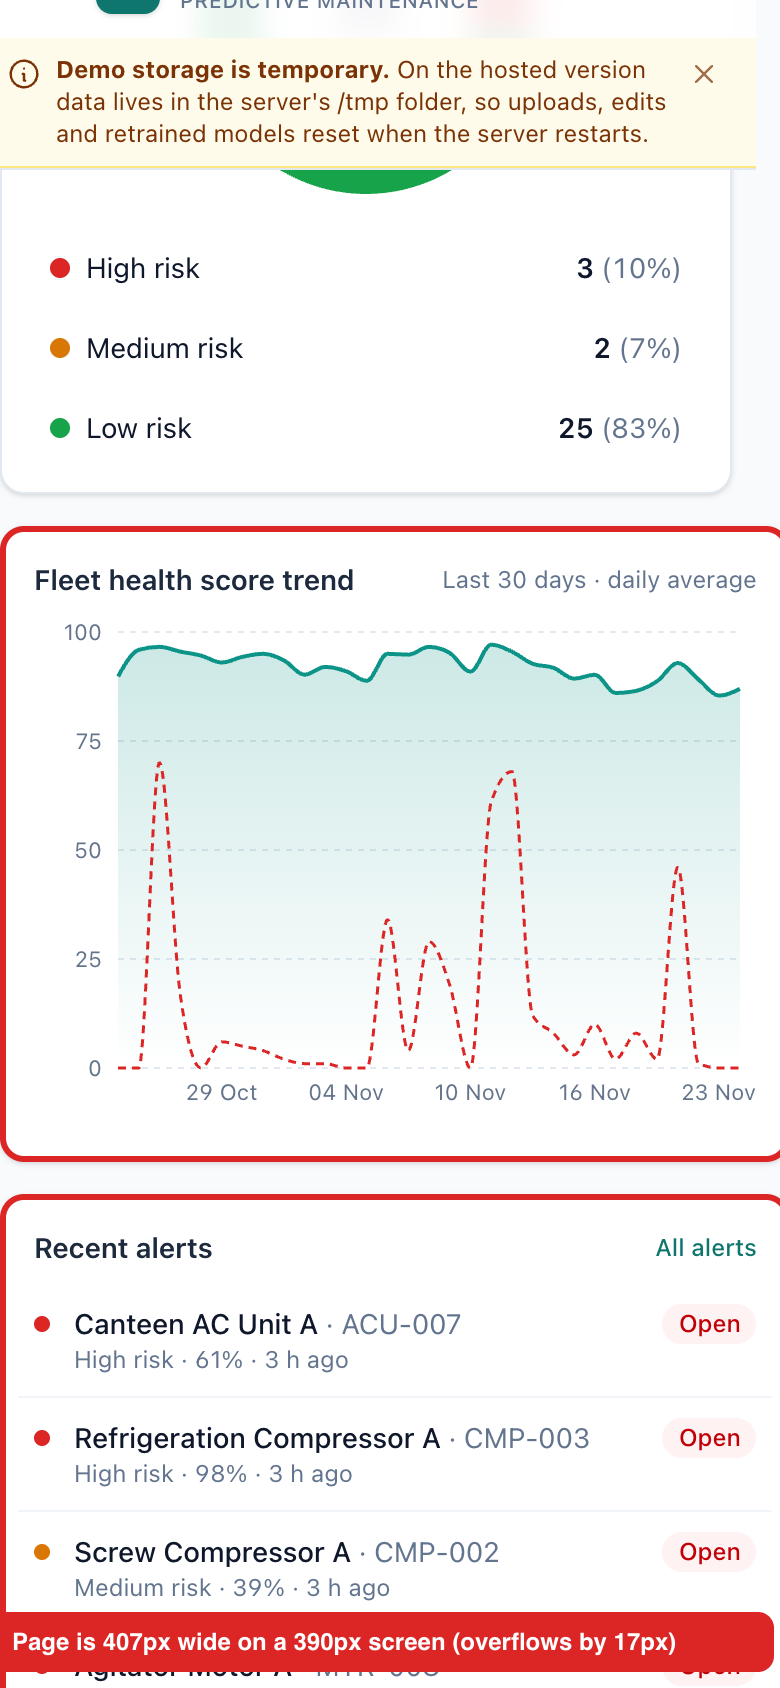 PREDICTIVE MAINTENANCE
Demo storage is temporary. On the hosted version
data lives in the server's /tmp folder, so uploads, edits
and retrained models reset when the server restarts.
High risk 3 (10%)
Medium risk 2 (7%)
Low risk 25 (83%)
Fleet health score trend Last 30 days · daily average
100
75
50
25
0
29 Oct 04 Nov 10 Nov 16 Nov 23 Nov
Recent alerts All alerts
Canteen AC Unit A · ACU-007 Open
High risk · 61% · 3 h ago
Refrigeration Compressor A · CMP-003 Open
High risk · 98% · 3 h ago
Screw Compressor A · CMP-002 Open
Medium risk · 39% · 3 h ago
Page is 407px wide on a 390px screen (overflows by 17px)
Agitator Motor A